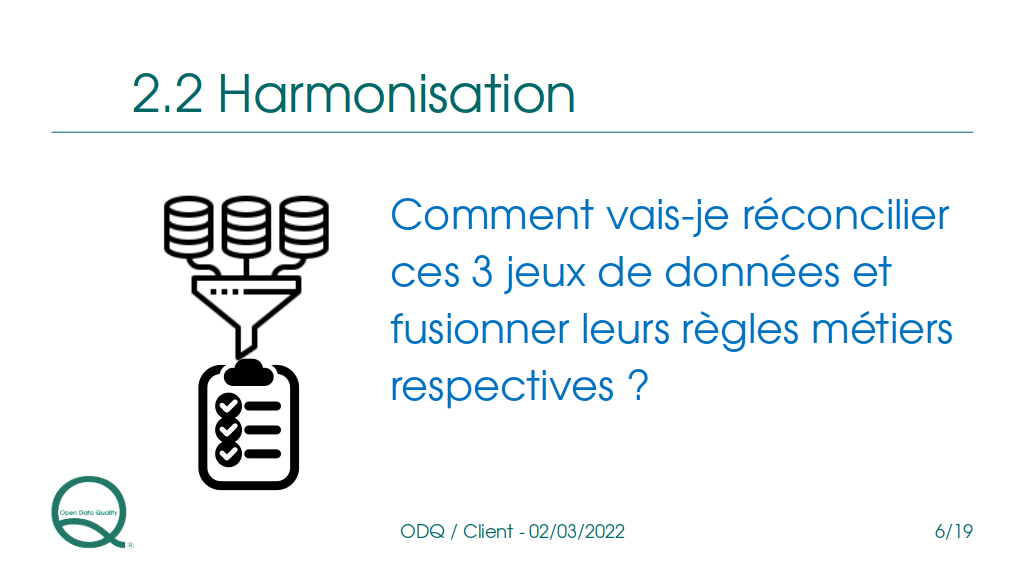 2.2 Harmonisation
Comment vais-je réconcilier
ces 3 jeux de données et
fusionner leurs règles métiers
respectives ?
Open Data Quality
®
ODQ / Client - 02/03/2022
6/19